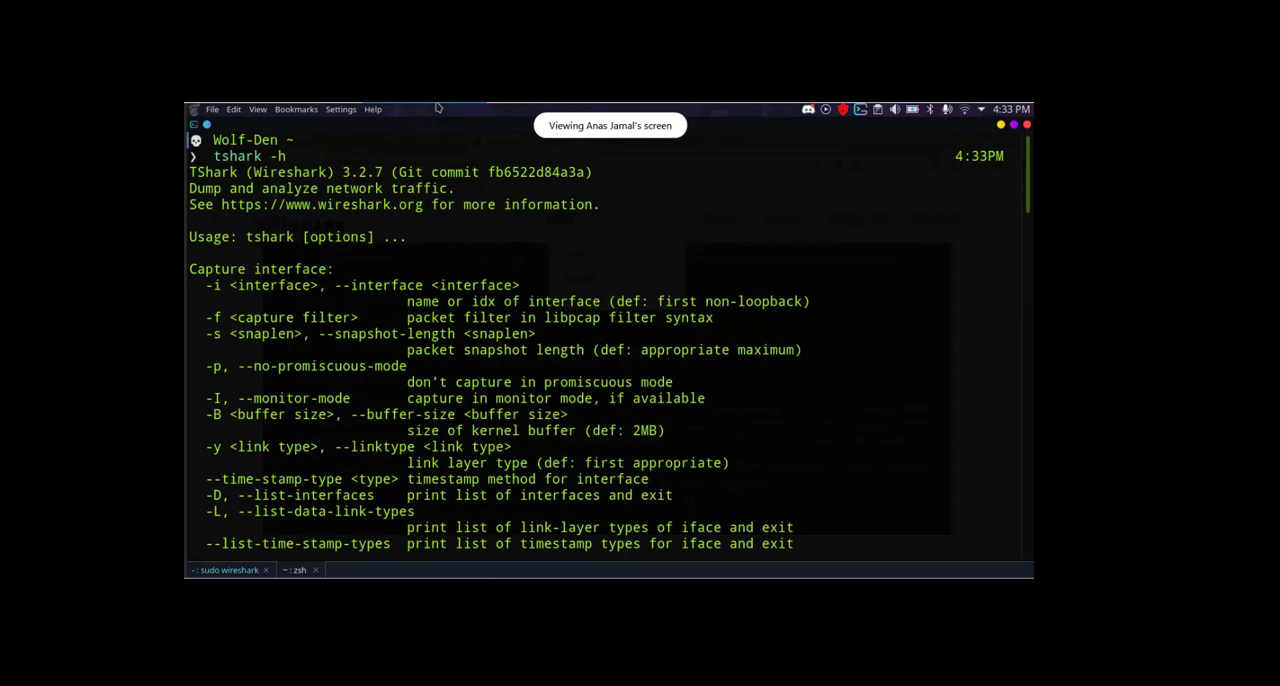 File Edit View Bookmarks Settings Help
4:33 PM
Viewing Anas Jamal's screen
Wolf-Den ~
❯ tshark -h 4:33PM
TShark (Wireshark) 3.2.7 (Git commit fb6522d84a3a)
Dump and analyze network traffic.
See https://www.wireshark.org for more information.
Usage: tshark [options] ...
Capture interface:
-i <interface>, --interface <interface>
name or idx of interface (def: first non-loopback)
-f <capture filter> packet filter in libpcap filter syntax
-s <snaplen>, --snapshot-length <snaplen>
packet snapshot length (def: appropriate maximum)
-p, --no-promiscuous-mode
don't capture in promiscuous mode
-I, --monitor-mode capture in monitor mode, if available
-B <buffer size>, --buffer-size <buffer size>
size of kernel buffer (def: 2MB)
-y <link type>, --linktype <link type>
link layer type (def: first appropriate)
--time-stamp-type <type> timestamp method for interface
-D, --list-interfaces print list of interfaces and exit
-L, --list-data-link-types
print list of link-layer types of iface and exit
--list-time-stamp-types print list of timestamp types for iface and exit
~ : sudo wireshark ~ : zsh